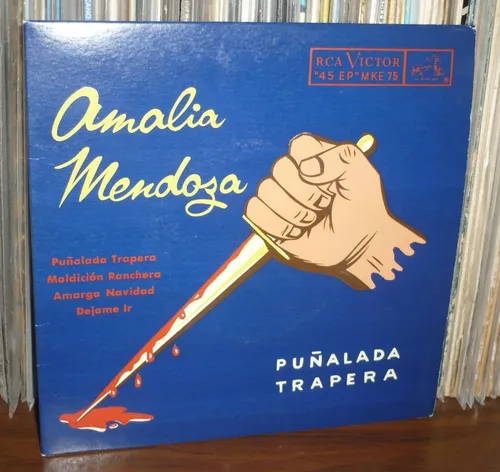 RCA VICTOR
"45 EP" MKE 75
Amalia
Mendoza
Puñalada Trapera
Maldición Ranchera
Amarga Navidad
Dejame Ir
PUÑALADA
TRAPERA